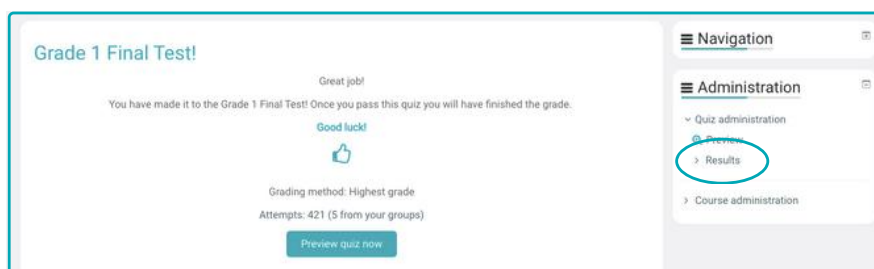 Grade 1 Final Test!
Great job!
You have made it to the Grade 1 Final Test! Once you pass this quiz you will have finished the grade.
Good luck!
Grading method: Highest grade
Attempts: 421 (5 from your groups)
Preview quiz now
Navigation
Administration
Quiz administration
Preview
Results
Course administration